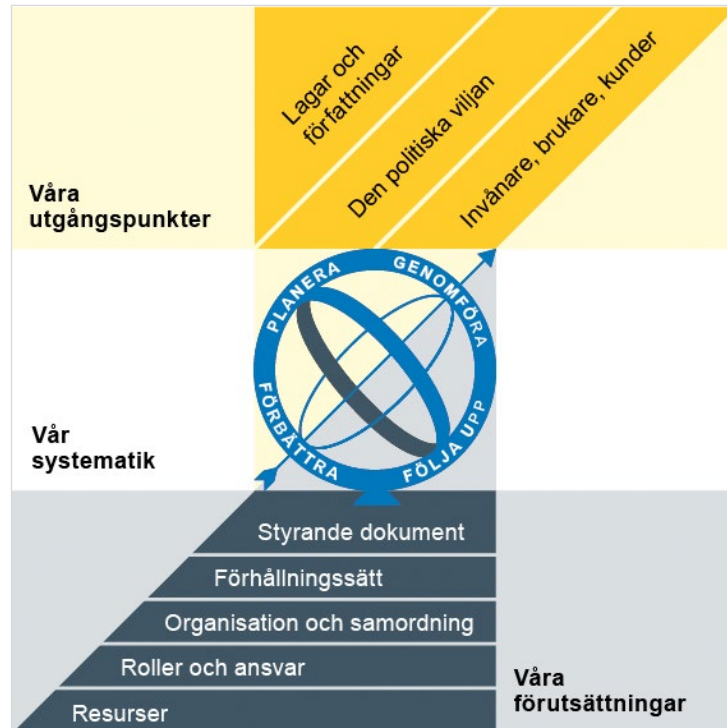 Lagar och
författningar
Den politiska viljan
Invånare, brukare, kunder
Våra
utgångspunkter
PLANERA
GENOMFÖRA
FÖLJA UPP
FÖRBÄTTRA
Vår
systematik
Styrande dokument
Förhållningssätt
Organisation och samordning
Roller och ansvar
Resurser
Våra
förutsättningar